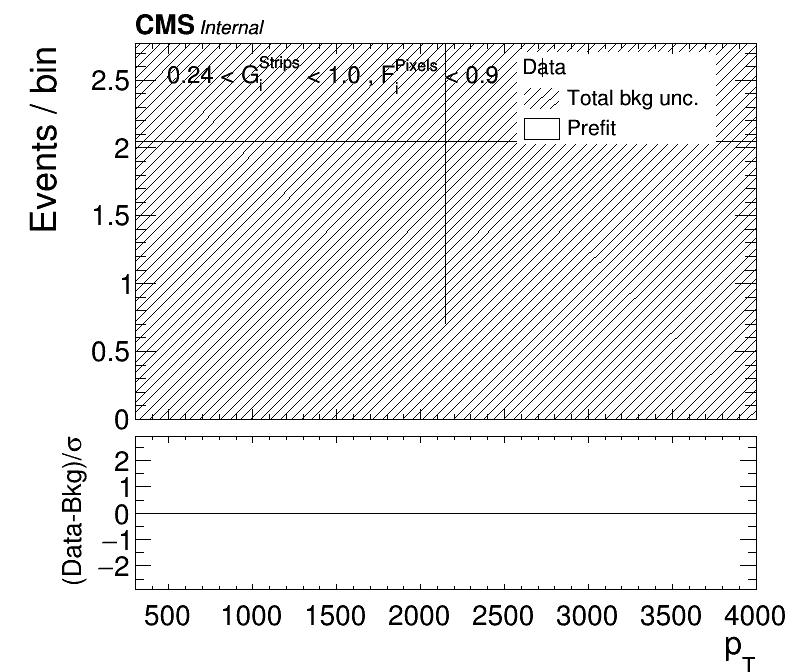 CMS Internal
Events / bin
0.24 < G_i^Strips < 1.0 , F_i^Pixels < 0.9
Data
Total bkg unc.
Prefit
2.5
2
1.5
1
0.5
0
(Data-Bkg)/σ
2
1
0
−1
−2
500 1000 1500 2000 2500 3000 3500 4000
p_T